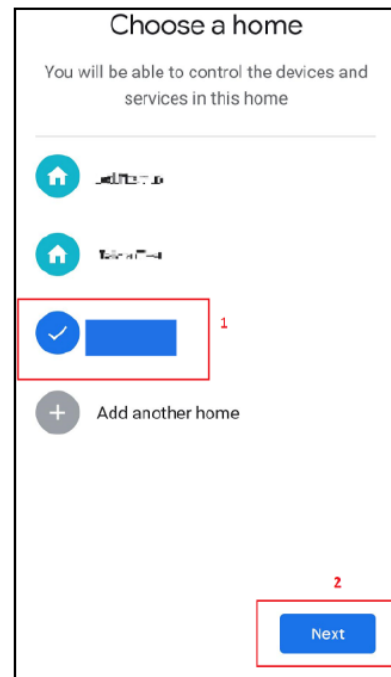 Choose a home
You will be able to control the devices and
services in this home
1
Add another home
2
Next